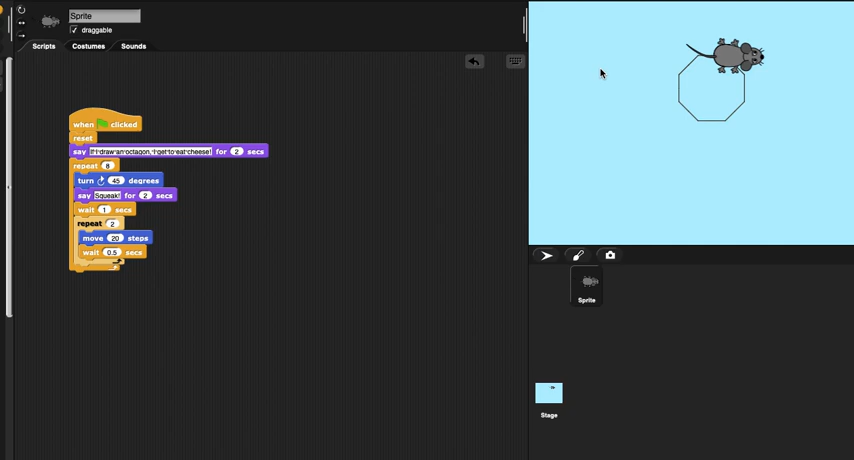 Sprite
draggable
Scripts Costumes Sounds
when clicked
reset
say If I draw an octagon, I get to eat cheese! for 2 secs
repeat 8
turn 45 degrees
say Squeak! for 2 secs
wait 1 secs
repeat 2
move 20 steps
wait 0.5 secs
Sprite
Stage